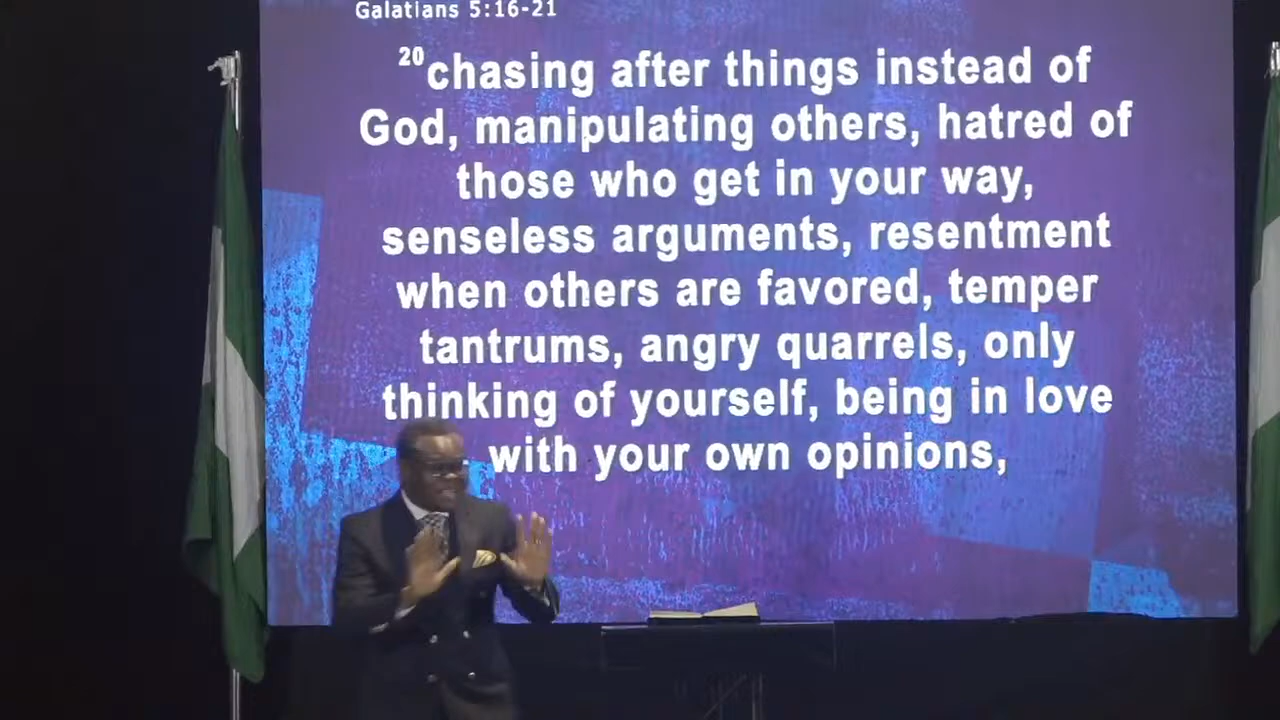 Galatians 5:16-21
20chasing after things instead of
God, manipulating others, hatred of
those who get in your way,
senseless arguments, resentment
when others are favored, temper
tantrums, angry quarrels, only
thinking of yourself, being in love
with your own opinions,